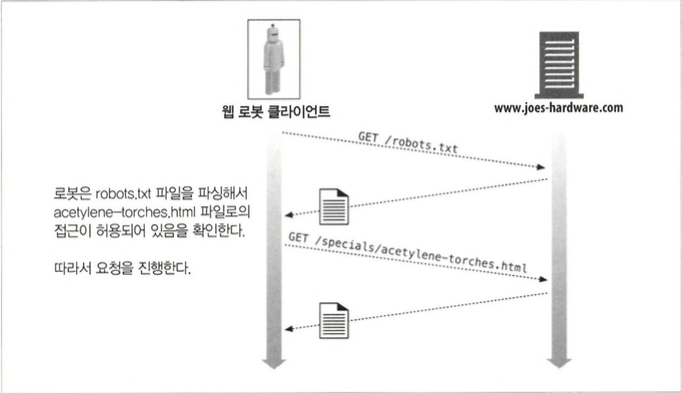 웹 로봇 클라이언트
www.joes-hardware.com
GET /robots.txt
로봇은 robots.txt 파일을 파싱해서
acetylene-torches.html 파일로의
접근이 허용되어 있음을 확인한다.
GET /specials/acetylene-torches.html
따라서 요청을 진행한다.